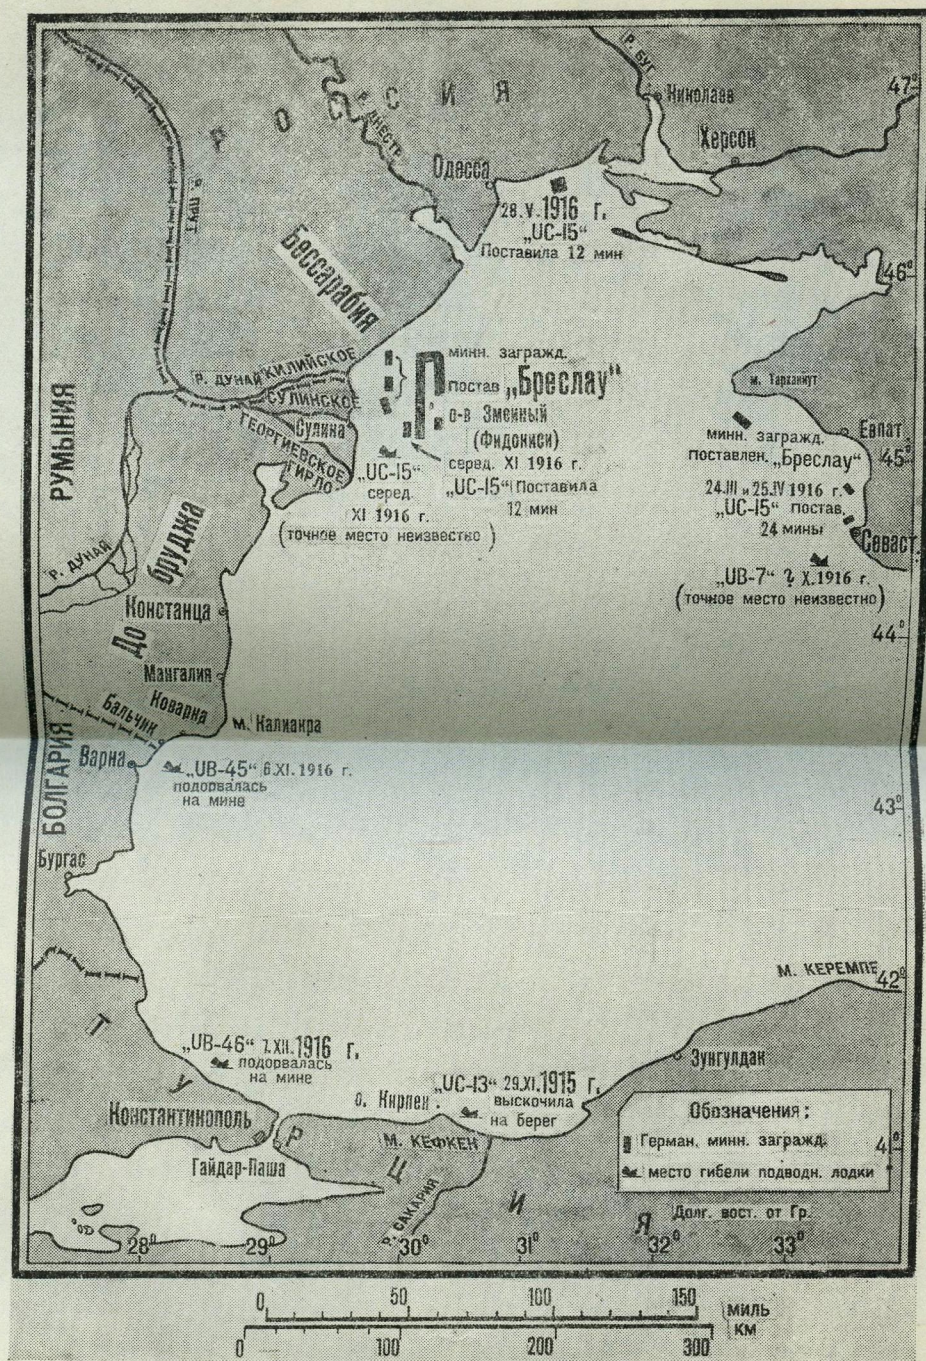 РОССИЯ
Р. БУГ
Николаев
47°
Херсон
Р. ДНЕСТР
Одесса
28.V.1916 г.
„UC-15“
Поставила 12 мин
Р. ПРУТ
Бессарабия
46°
РУМЫНИЯ
Р. ДУНАЙ
КИЛИЙСКОЕ
СУЛИНСКОЕ
Сулина
ГЕОРГИЕВСКОЕ
ГИРЛО
минн. загражд.
Постав „Бреслау“
о-в Змеиный
(Фидониси)
серед. XI 1916 г.
„UC-15“ Поставила
12 мин
„UC-15“
серед.
XI 1916 г.
(точное место неизвестно)
м. Тарханкут
Евпат.
45°
минн. загражд.
поставлен. „Бреслау“
24.III и 25.IV 1916 г.
„UC-15“ постав.
24 мины
Севаст.
„UB-7“ ? X.1916 г.
(точное место неизвестно)
44°
Р. ДУНАЙ
Добруджа
Констанца
Мангалия
Коварна
Бальчик
М. Калиакра
БОЛГАРИЯ
Варна
„UB-45“ 6.XI.1916 г.
подорвалась
на мине
43°
Бургас
М. КЕРЕМПЕ
42°
ТУРЦИЯ
„UB-46“ 7.XII.1916 г.
подорвалась
на мине
Зунгулдак
„UC-13“ 29.XI.1915 г.
выскочила
на берег
о. Кирпен
Константинополь
М. КЕФКЕН
Гайдар-Паша
Р. САКАРИЯ
Обозначения:
Герман. минн. загражд.
место гибели подводн. лодки
41°
Долг. вост. от Гр.
28° 29° 30° 31° 32° 33°
0 50 100 150 МИЛЬ
0 100 200 300 КМ